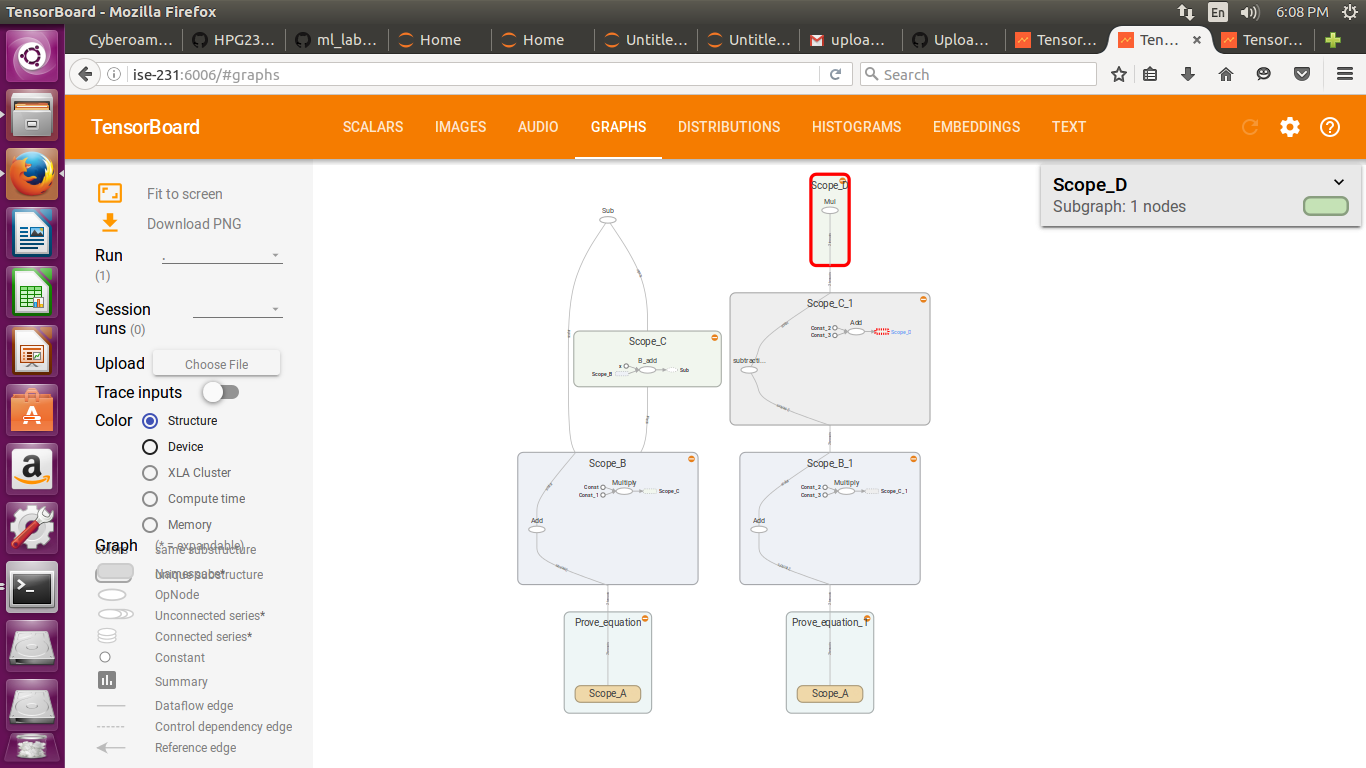 TensorBoard - Mozilla Firefox
En
6:08 PM
Cyberoam...
HPG23...
ml_lab...
Home
Home
Untitle...
Untitle...
uploa...
Uploa...
Tensor...
Ten...
Tensor...
ise-231:6006/#graphs
Search
TensorBoard
SCALARS
IMAGES
AUDIO
GRAPHS
DISTRIBUTIONS
HISTOGRAMS
EMBEDDINGS
TEXT
Fit to screen
Download PNG
Run
(1)
.
Session
runs (0)
Upload
Choose File
Trace inputs
Color
Structure
Device
XLA Cluster
Compute time
Memory
Graph
(* = expandable)
colors
same substructure
Namespace*
unique substructure
OpNode
Unconnected series*
Connected series*
Constant
Summary
Dataflow edge
Control dependency edge
Reference edge
Sub
Scope_C
B_add
x
Scope_B
Sub
Scope_B
Multiply
Const
Const_1
Scope_C
Add
Prove_equation
Scope_A
Scope_D
Mul
Scope_C_1
Add
Const_2
Const_3
Scope_D
subtracti...
Scope_B_1
Multiply
Const_2
Const_3
Scope_C_1
Add
Prove_equation_1
Scope_A
Scope_D
Subgraph: 1 nodes